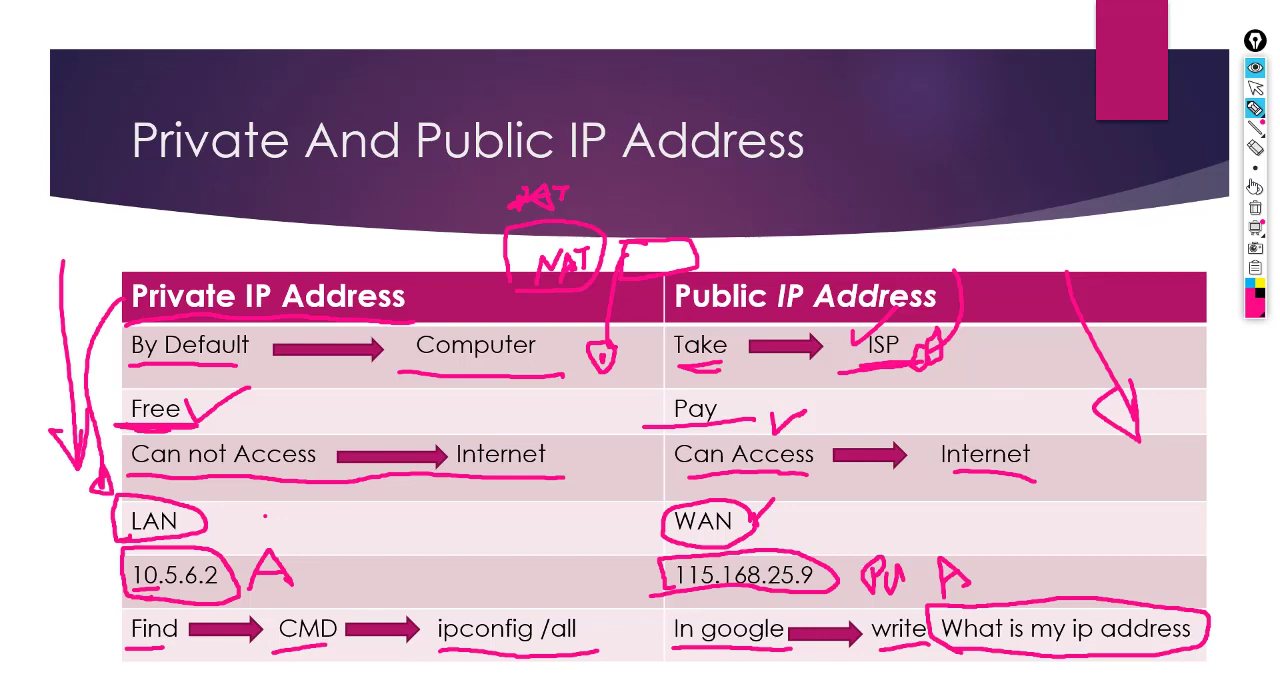 Private And Public IP Address
NAT
Private IP Address Public IP Address
By Default Computer Take ISP
Free Pay
Can not Access Internet Can Access Internet
LAN WAN
10.5.6.2 A 115.168.25.9 Pu A
Find CMD ipconfig /all In google write What is my ip address